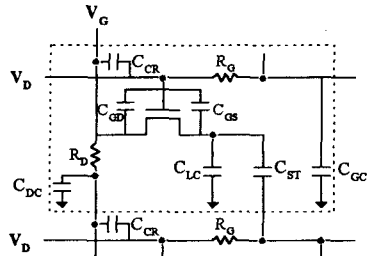 V_G
C_CR R_G
V_D
C_GD C_GS
R_D
C_LC C_ST C_GC
C_DC
V_D C_CR R_G